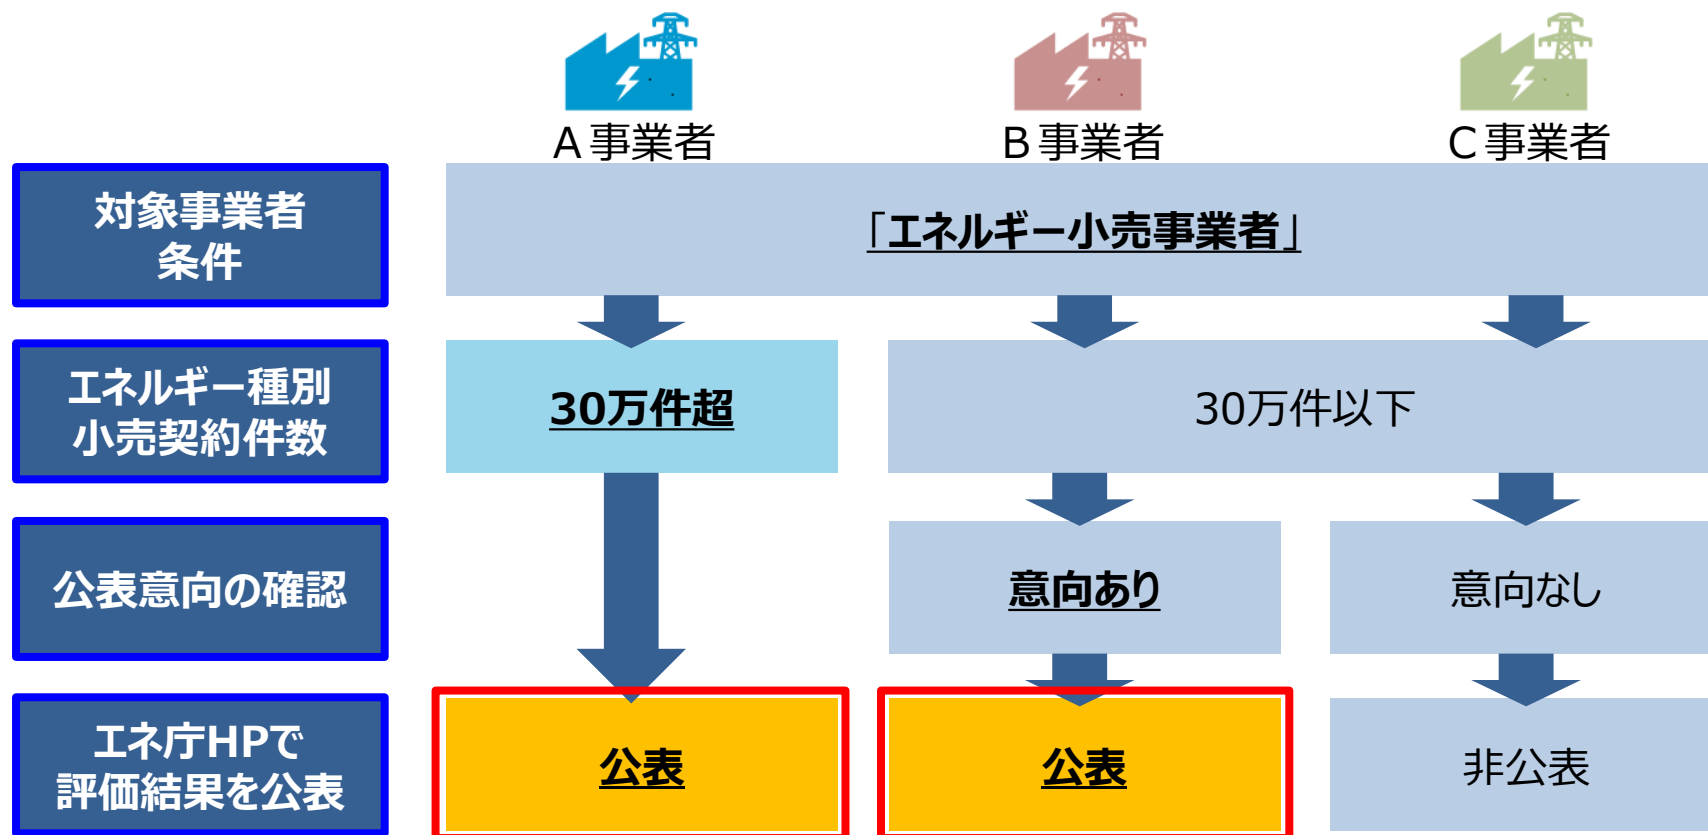 A事業者
B事業者
C事業者
対象事業者
条件
「エネルギー小売事業者」
エネルギー種別
小売契約件数
30万件超
30万件以下
公表意向の確認
意向あり
意向なし
エネ庁HPで
評価結果を公表
公表
公表
非公表